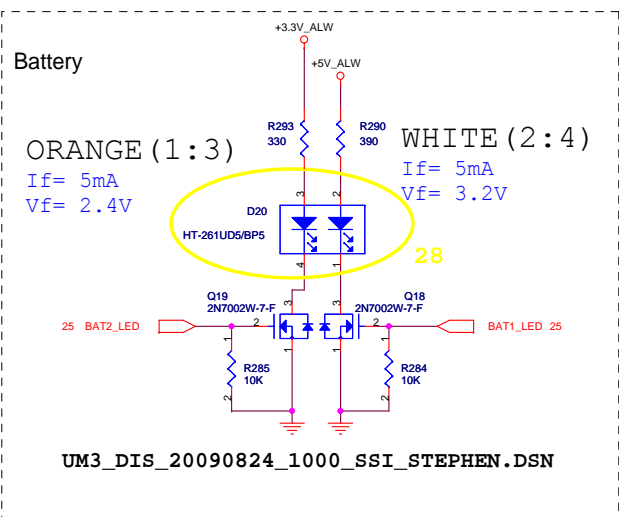 +3.3V_ALW
Battery
+5V_ALW
R293
330
R290
390
ORANGE(1:3)
If= 5mA
Vf= 2.4V
WHITE(2:4)
If= 5mA
Vf= 3.2V
3
2
D20
HT-261UD5/BP5
28
4
1
Q19
2N7002W-7-F
Q18
2N7002W-7-F
3
3
25 BAT2_LED
2
2
BAT1_LED 25
1
1
1
1
R285
10K
R284
10K
2
2
UM3_DIS_20090824_1000_SSI_STEPHEN.DSN